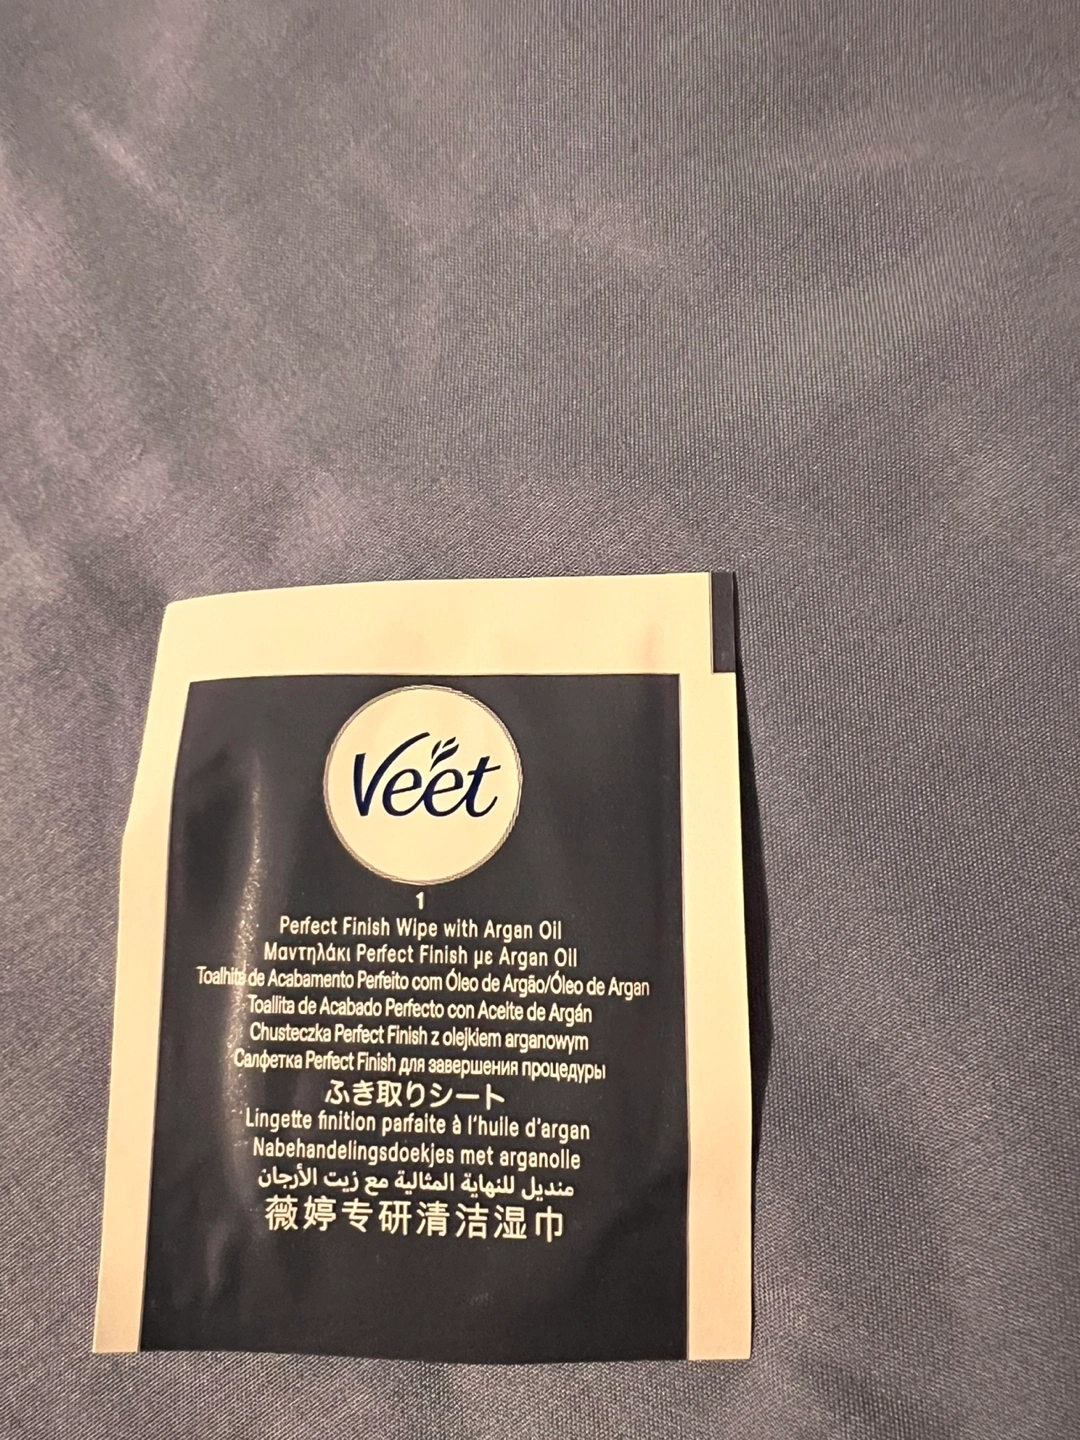 Veet
1
Perfect Finish Wipe with Argan Oil
Μαντηλάκι Perfect Finish με Argan Oil
Toalhita de Acabamento Perfeito com Óleo de Argão/Óleo de Argan
Toallita de Acabado Perfecto con Aceite de Argán
Chusteczka Perfect Finish z olejkiem arganowym
Салфетка Perfect Finish для завершения процедуры
ふき取りシート
Lingette finition parfaite à l'huile d'argan
Nabehandelingsdoekjes met arganolie
منديل للنهاية المثالية مع زيت الأرجان
薇婷专研清洁湿巾